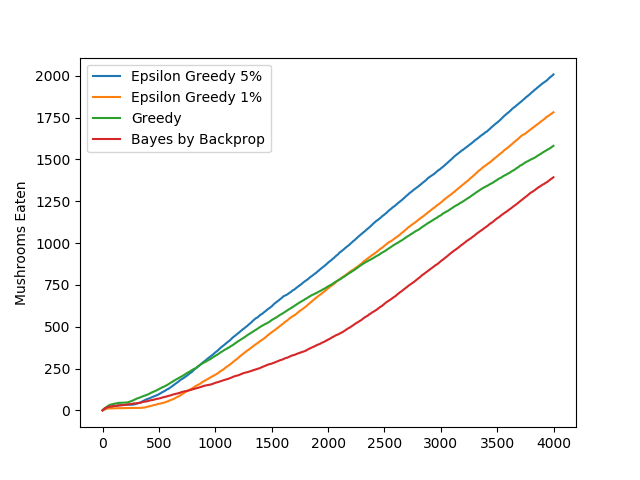 2000
1750
1500
1250
1000
750
500
250
0
Mushrooms Eaten
Epsilon Greedy 5%
Epsilon Greedy 1%
Greedy
Bayes by Backprop
0 500 1000 1500 2000 2500 3000 3500 4000